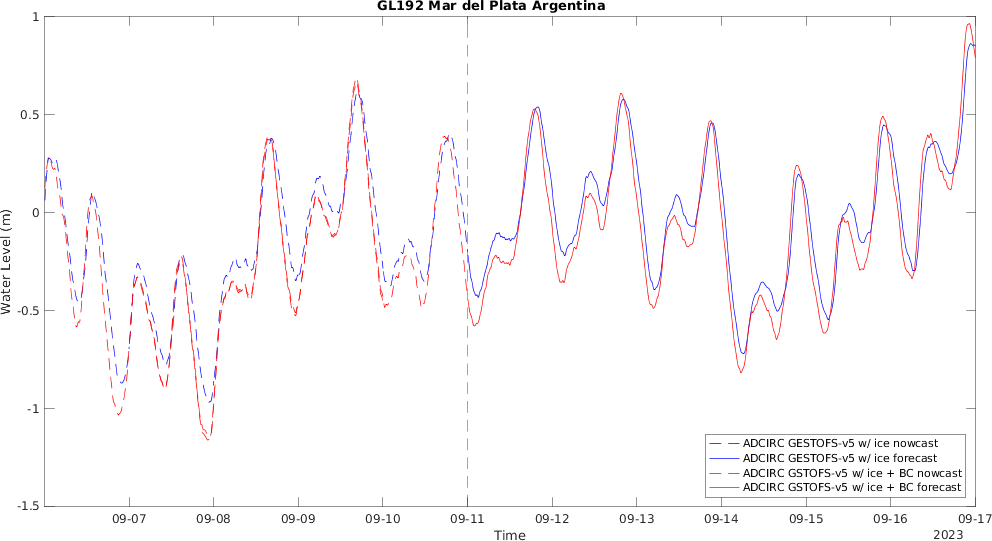 GL192 Mar del Plata Argentina
1
0.5
0
-0.5
-1
-1.5
Water Level (m)
09-07 09-08 09-09 09-10 09-11 09-12 09-13 09-14 09-15 09-16 09-17
Time
2023
ADCIRC GESTOFS-v5 w/ ice nowcast
ADCIRC GESTOFS-v5 w/ ice forecast
ADCIRC GSTOFS-v5 w/ ice + BC nowcast
ADCIRC GSTOFS-v5 w/ ice + BC forecast